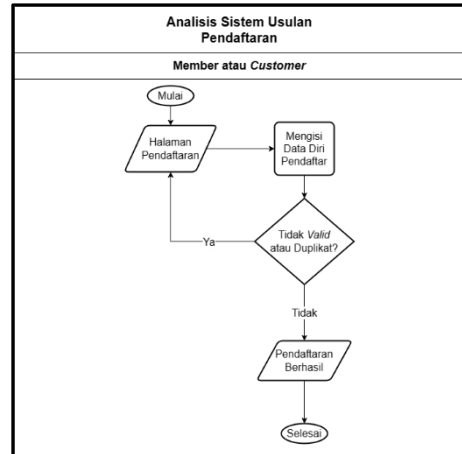 Analisis Sistem Usulan
Pendaftaran
Member atau Customer
Mulai
Halaman
Pendaftaran
Mengisi
Data Diri
Pendaftar
Tidak Valid
atau Duplikat?
Ya
Tidak
Pendaftaran
Berhasil
Selesai